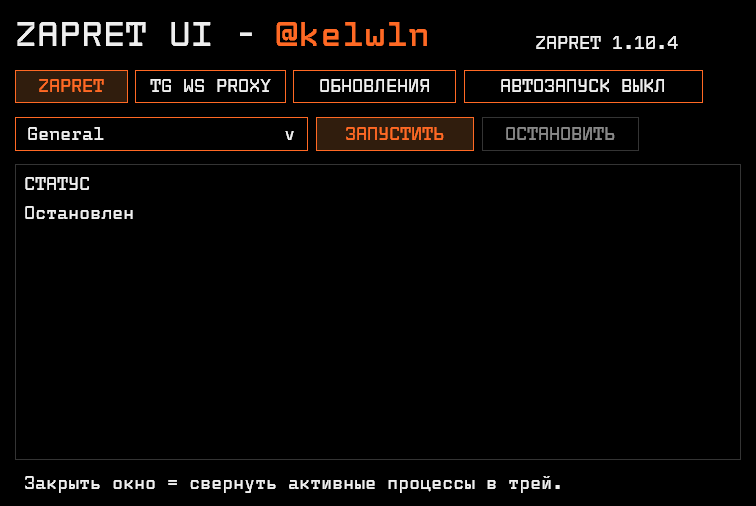 ZAPRET UI - @kelwln
ZAPRET 1.10.4
ZAPRET TG WS PROXY ОБНОВЛЕНИЯ АВТОЗАПУСК ВЫКЛ
General v ЗАПУСТИТЬ ОСТАНОВИТЬ
СТАТУС
Остановлен
Закрыть окно = свернуть активные процессы в трей.